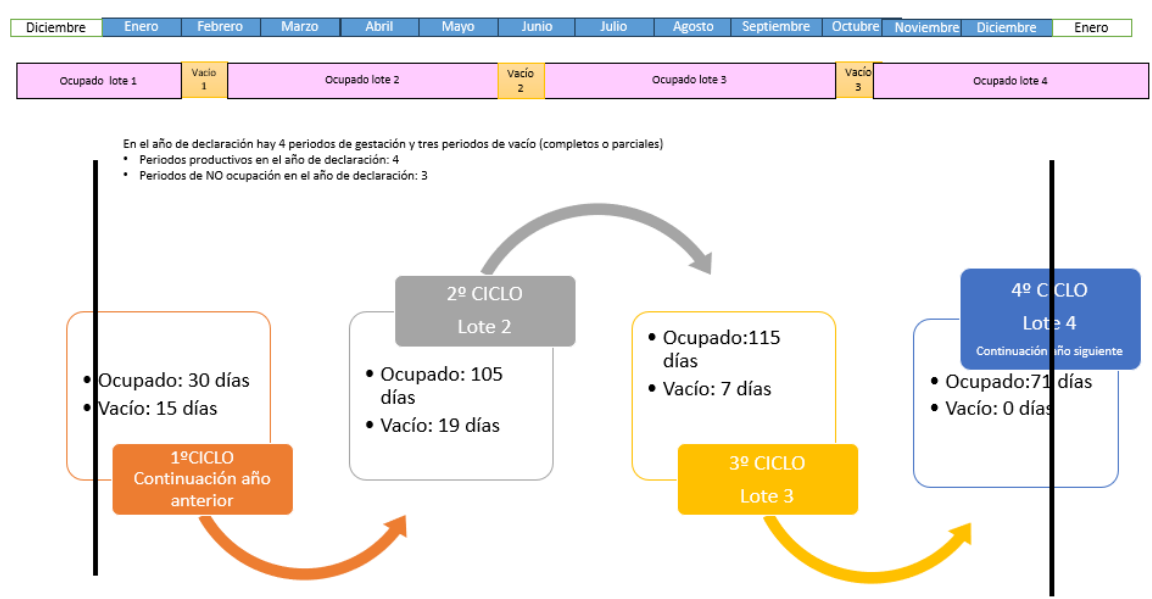 Diciembre Enero Febrero Marzo Abril Mayo Junio Julio Agosto Septiembre Octubre Noviembre Diciembre Enero
Ocupado lote 1
Vacío
1
Ocupado lote 2
Vacío
2
Ocupado lote 3
Vacío
3
Ocupado lote 4
En el año de declaración hay 4 periodos de gestación y tres periodos de vacío (completos o parciales)
• Periodos productivos en el año de declaración: 4
• Periodos de NO ocupación en el año de declaración: 3
• Ocupado: 30 días
• Vacío: 15 días
1ºCICLO
Continuación año
anterior
2º CICLO
Lote 2
• Ocupado: 105
días
• Vacío: 19 días
• Ocupado:115
días
• Vacío: 7 días
3º CICLO
Lote 3
4º CICLO
Lote 4
Continuación año siguiente
• Ocupado:71 días
• Vacío: 0 días